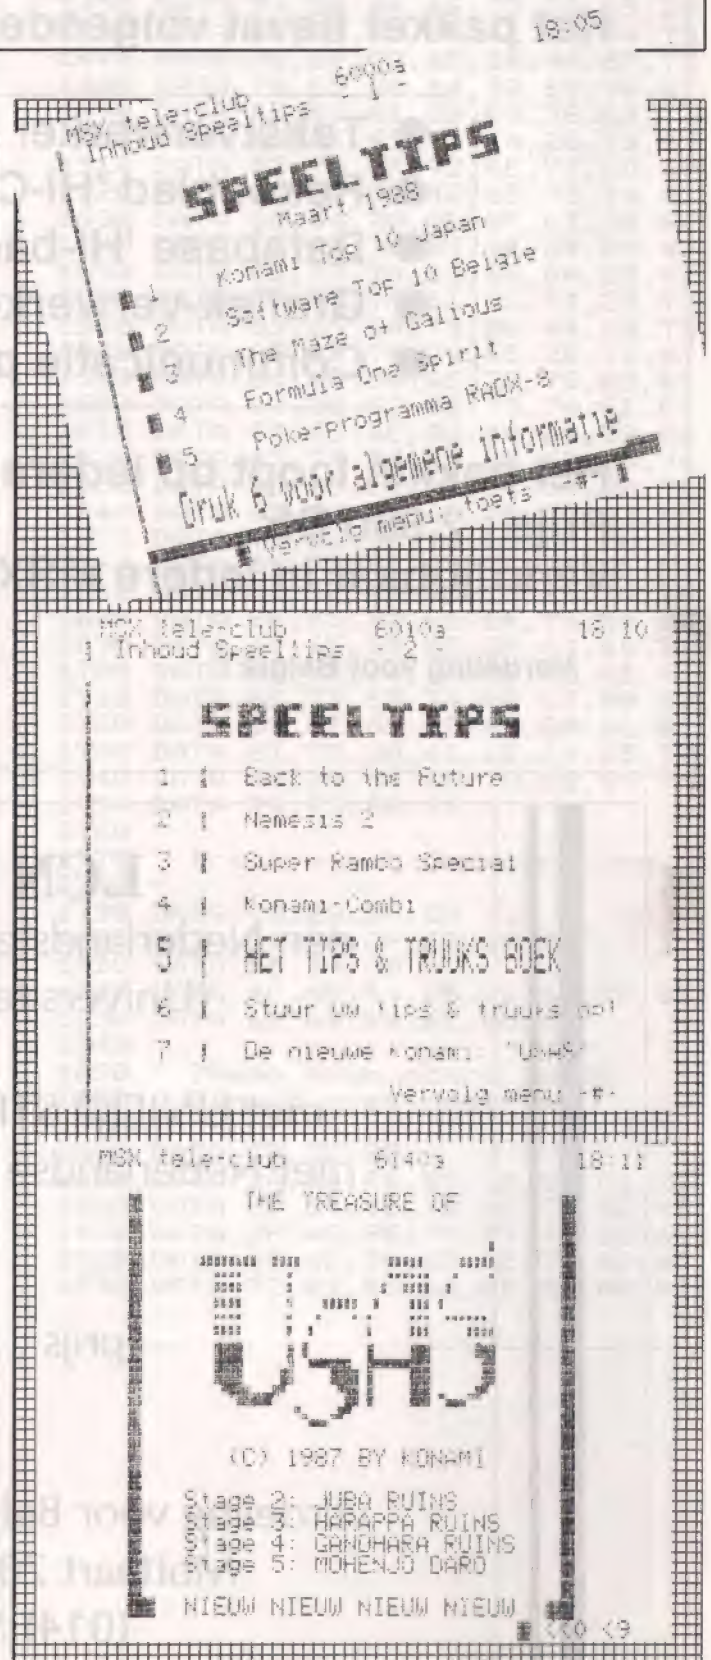 18:05
6000a
MSX tele-club - 1 -
Inhoud Speeltips
SPEELTIPS
Maart 1988
1 Konami Top 10 Japan
2 Software Top 10 Belgie
3 The Maze of Galious
4 Formula One Spirit
5 Poke-programma RAOX-8
Druk 6 voor algemene informatie
Vervolg menu: toets -#-
MSX tele-club 6010a 18:10
Inhoud Speeltips - 2 -
SPEELTIPS
1 Back to the Future
2 Nemesis 2
3 Super Rambo Special
4 Konami-Combi
5 HET TIPS & TRUUKS BOEK
6 Stuur uw tips & truuks op!
7 De nieuwe Konami: "USAS"
Vervolg menu -#-
MSX tele-club 6140a 18:11
THE TREASURE OF
USAS
(C) 1987 BY KONAMI
Stage 2: JUBA RUINS
Stage 3: HARAPPA RUINS
Stage 4: GANDHARA RUINS
Stage 5: MOHENJO DARO
NIEUW NIEUW NIEUW NIEUW
<<0 <9